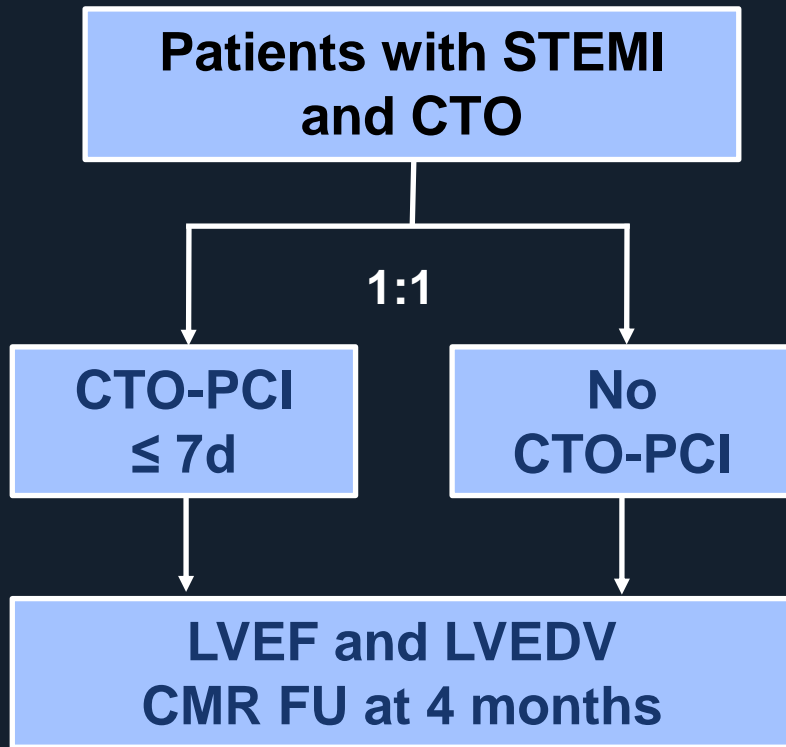 Patients with STEMI
and CTO
1:1
CTO-PCI
≤ 7d
No
CTO-PCI
LVEF and LVEDV
CMR FU at 4 months